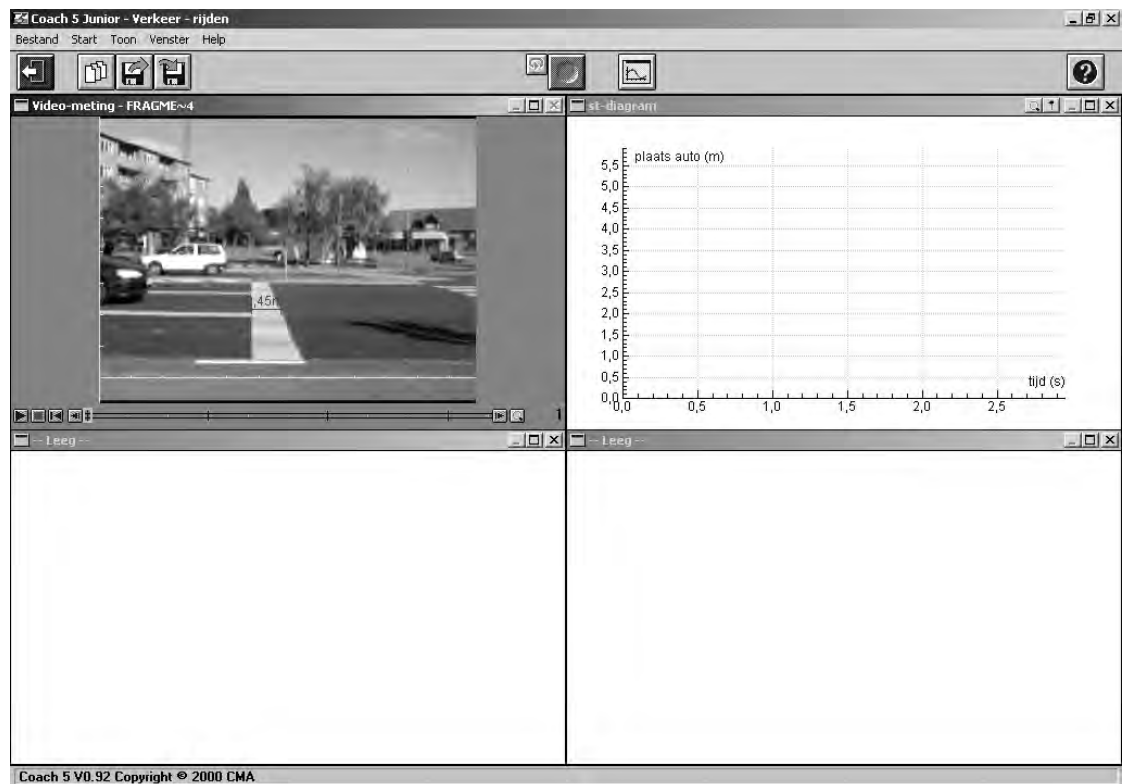 Coach 5 Junior - Verkeer - rijden
Bestand Start Toon Venster Help
Video-meting - FRAGME~4
,45m
1
st-diagram
plaats auto (m)
5,5
5,0
4,5
4,0
3,5
3,0
2,5
2,0
1,5
1,0
0,5
0,0
tijd (s)
0,0 0,5 1,0 1,5 2,0 2,5
-- Leeg --
-- Leeg --
Coach 5 V0.92 Copyright © 2000 CMA